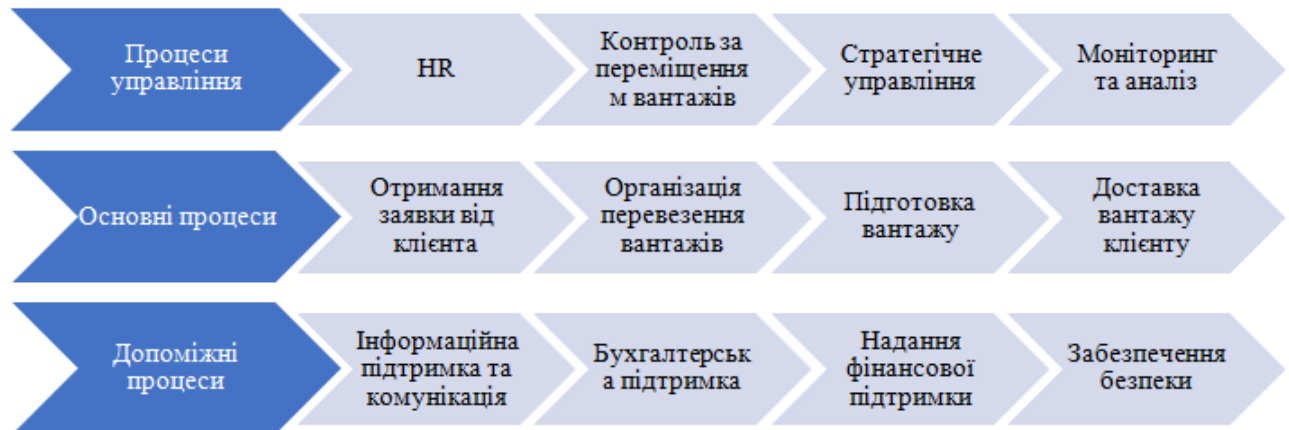 Процеси
управління
HR
Контроль за
переміщення
м вантажів
Стратегічне
управління
Моніторинг
та аналіз
Основні процеси
Отримання
заявки від
клієнта
Організація
перевезення
вантажів
Підготовка
вантажу
Доставка
вантажу
клієнту
Допоміжні
процеси
Інформаційна
підтримка та
комунікація
Бухгалтерськ
а підтримка
Надання
фінансової
підтримки
Забезпечення
безпеки